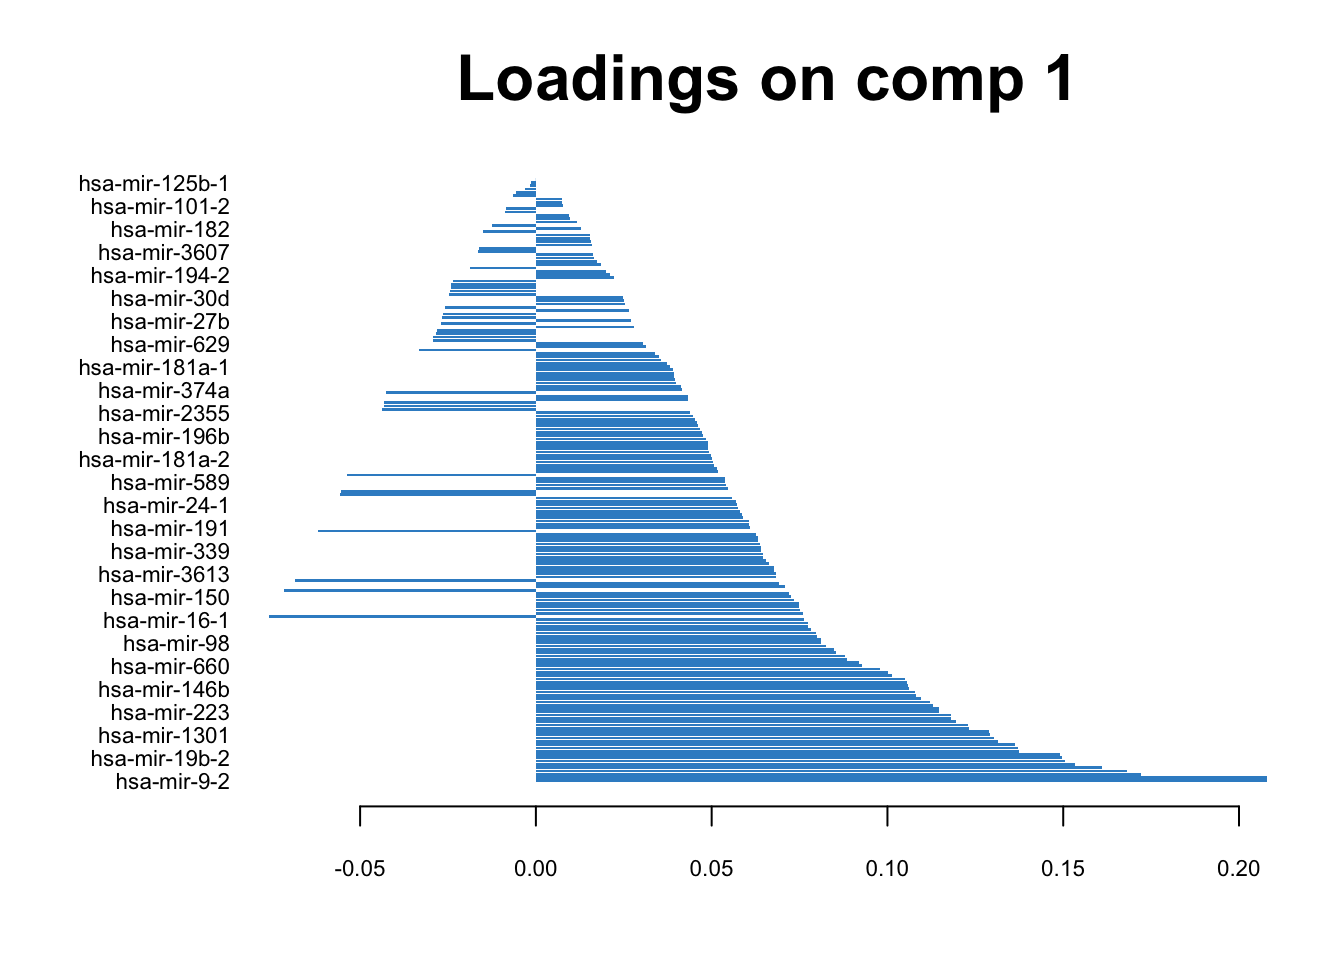 Loadings on comp 1
hsa-mir-125b-1
hsa-mir-101-2
hsa-mir-182
hsa-mir-3607
hsa-mir-194-2
hsa-mir-30d
hsa-mir-27b
hsa-mir-629
hsa-mir-181a-1
hsa-mir-374a
hsa-mir-2355
hsa-mir-196b
hsa-mir-181a-2
hsa-mir-589
hsa-mir-24-1
hsa-mir-191
hsa-mir-339
hsa-mir-3613
hsa-mir-150
hsa-mir-16-1
hsa-mir-98
hsa-mir-660
hsa-mir-146b
hsa-mir-223
hsa-mir-1301
hsa-mir-19b-2
hsa-mir-9-2
-0.05 0.00 0.05 0.10 0.15 0.20